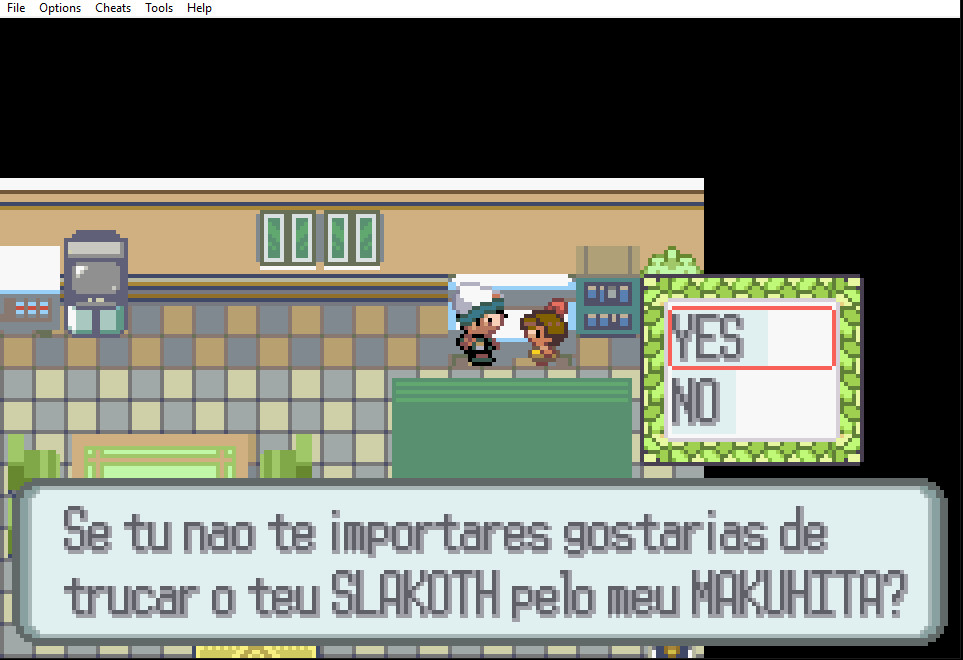 File Options Cheats Tools Help
YES
NO
Se tu nao te importares gostarias de
trucar o teu SLAKOTH pelo meu MAKUHITA?